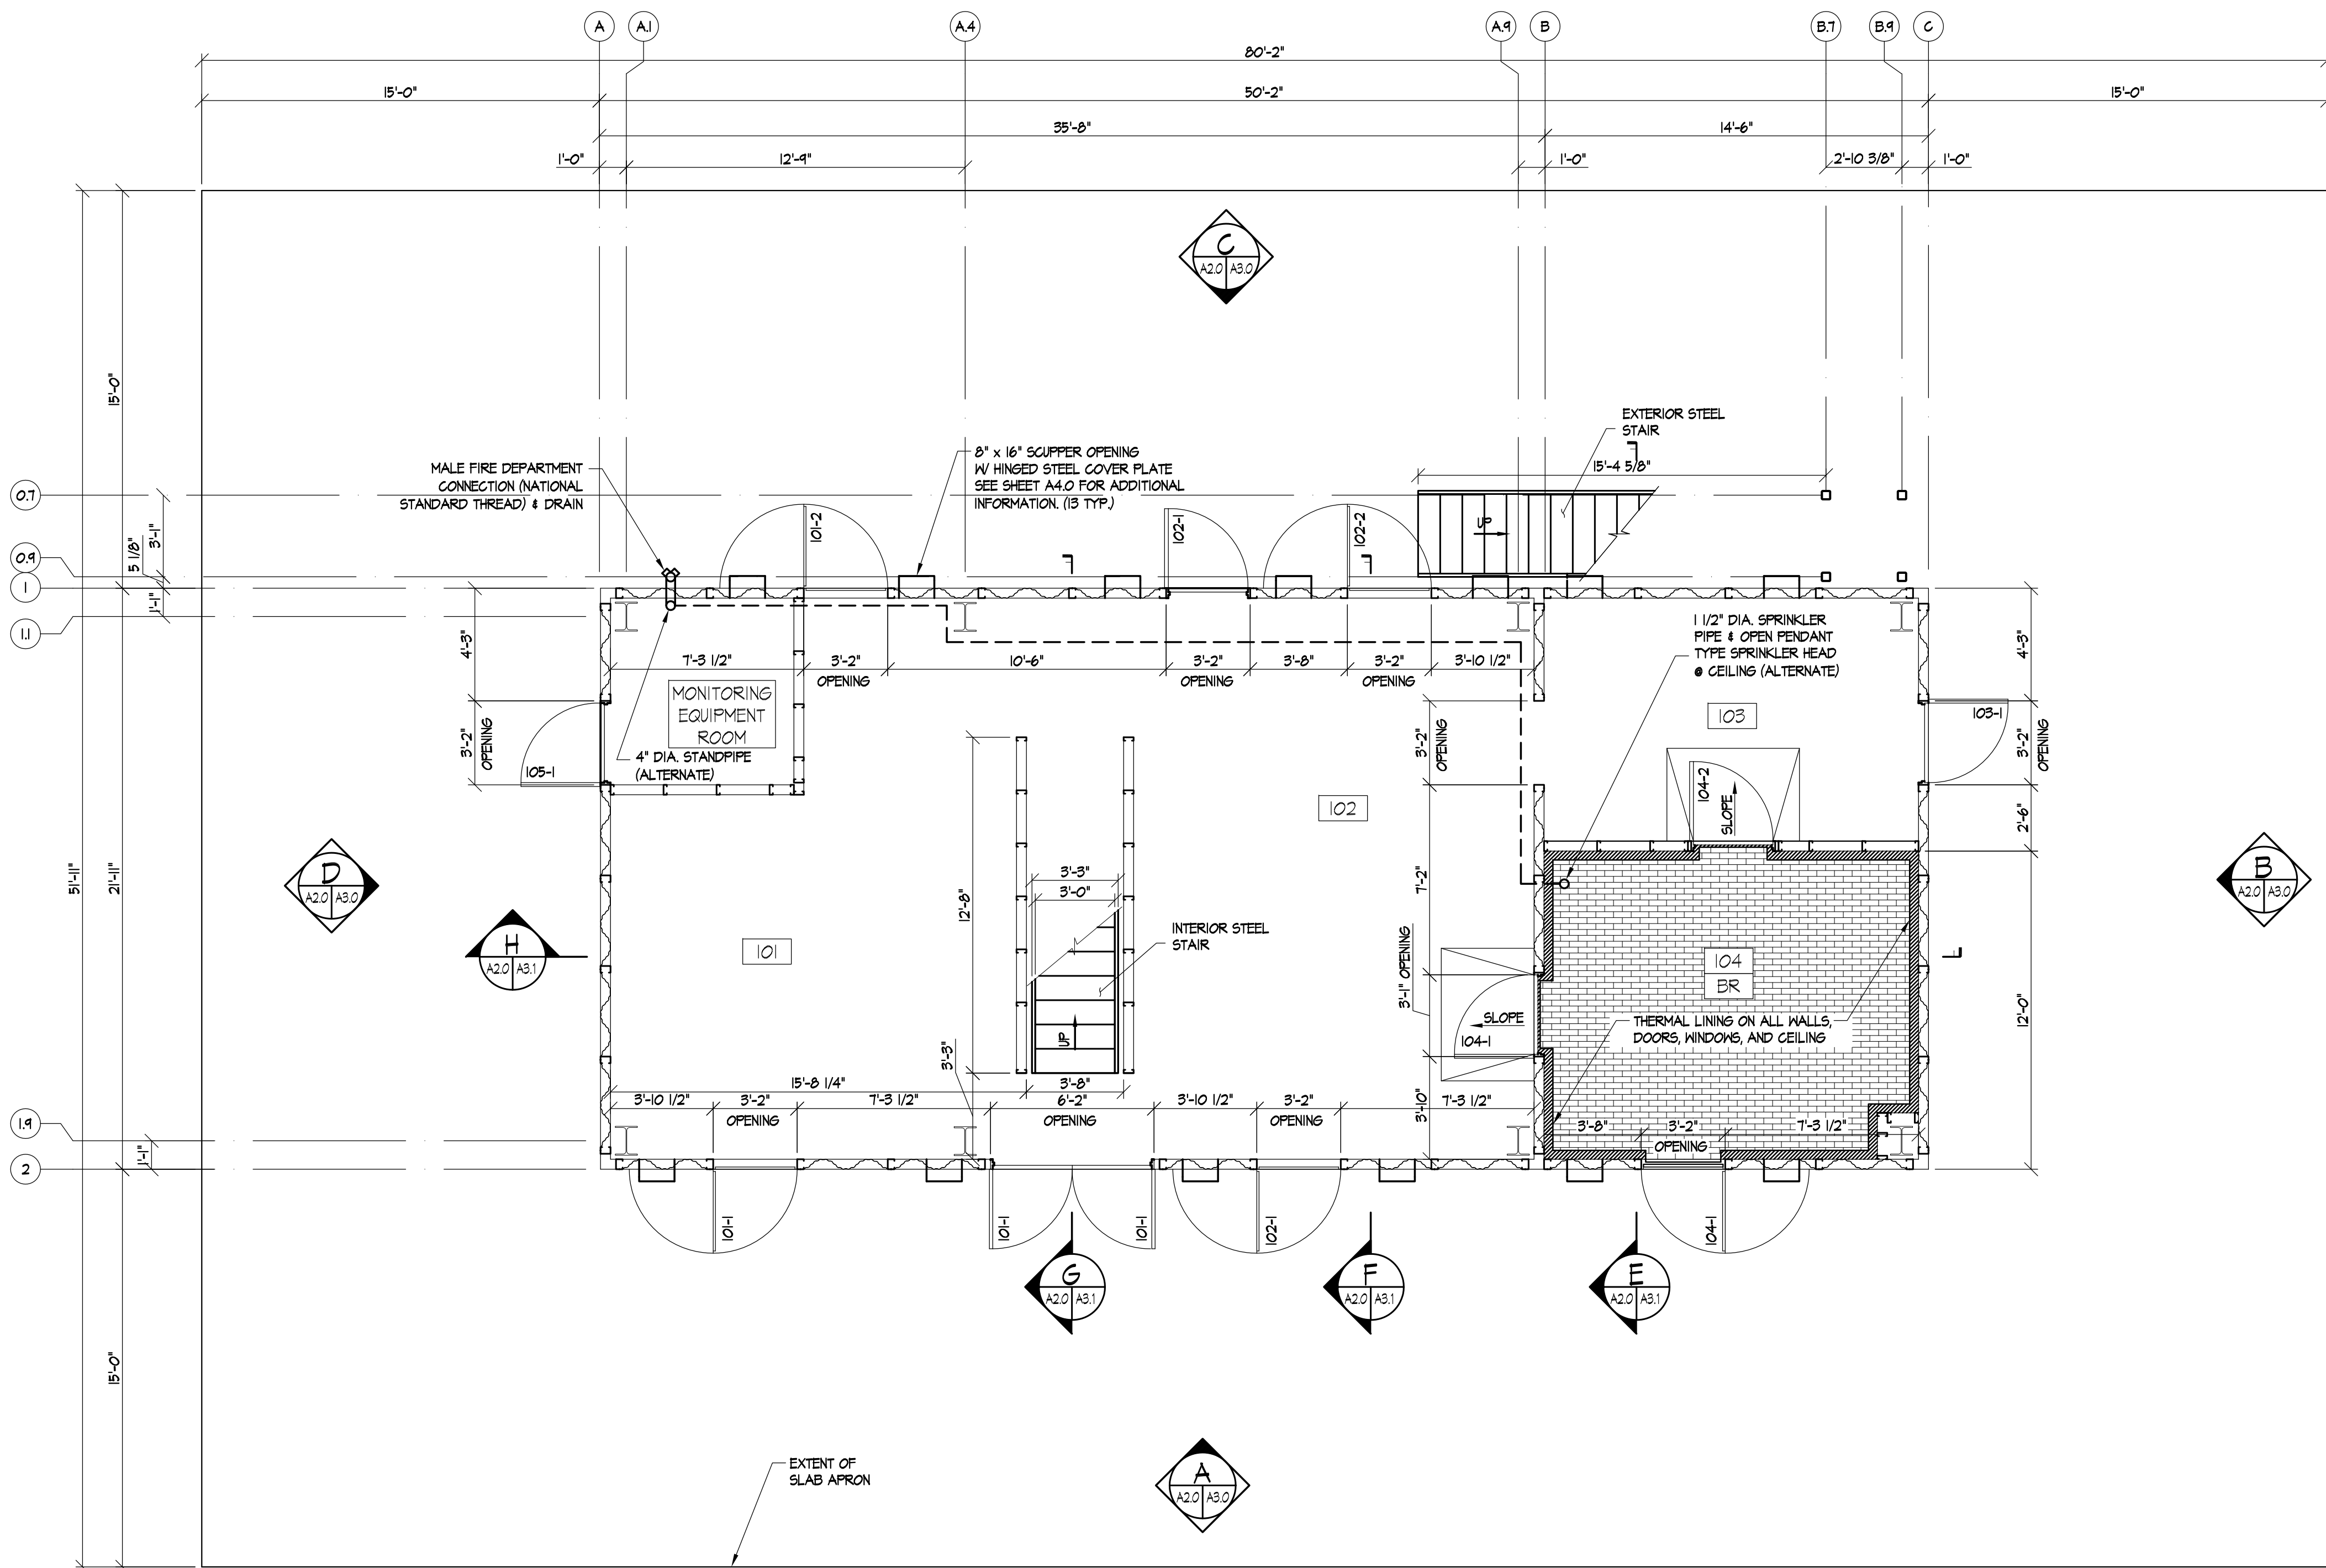 A
A.1
A.4
A.9
B
B.7
B.9
C
80'-2"
15'-0"
50'-2"
15'-0"
35'-8"
14'-6"
1'-0"
12'-9"
1'-0"
2'-10 3/8"
1'-0"
C
A2.0
A3.0
15'-0"
EXTERIOR STEEL
STAIR
F
15'-4 5/8"
MALE FIRE DEPARTMENT
CONNECTION (NATIONAL
STANDARD THREAD) & DRAIN
8" x 16" SCUPPER OPENING
W/ HINGED STEEL COVER PLATE
SEE SHEET A4.0 FOR ADDITIONAL
INFORMATION. (13 TYP.)
0.7
3'-1"
5 1/8"
0.9
1
1'-1"
1.1
101-2
102-1
102-2
UP
F
F
4'-3"
7'-3 1/2"
3'-2"
OPENING
10'-6"
3'-2"
OPENING
3'-8"
3'-2"
OPENING
3'-10 1/2"
1 1/2" DIA. SPRINKLER
PIPE & OPEN PENDANT
TYPE SPRINKLER HEAD
@ CEILING (ALTERNATE)
4'-3"
MONITORING
EQUIPMENT
ROOM
3'-2"
OPENING
105-1
4" DIA. STANDPIPE
(ALTERNATE)
3'-2"
OPENING
103
103-1
3'-2"
OPENING
104-2
SLOPE
102
2'-6"
51'-11"
21'-11"
D
A2.0
A3.0
B
A2.0
A3.0
3'-3"
3'-0"
12'-8"
7'-2"
H
A2.0
A3.1
101
INTERIOR STEEL
STAIR
3'-1" OPENING
104
BR
F
SLOPE
104-1
THERMAL LINING ON ALL WALLS,
DOORS, WINDOWS, AND CEILING
12'-0"
UP
3'-3"
15'-8 1/4"
3'-8"
3'-10 1/2"
3'-2"
OPENING
7'-3 1/2"
6'-2"
OPENING
3'-10 1/2"
3'-2"
OPENING
3'-10"
7'-3 1/2"
3'-8"
3'-2"
OPENING
7'-3 1/2"
1.9
1'-1"
2
101-1
101-1
101-1
102-1
104-1
G
A2.0
A3.1
F
A2.0
A3.1
E
A2.0
A3.1
15'-0"
EXTENT OF
SLAB APRON
A
A2.0
A3.0